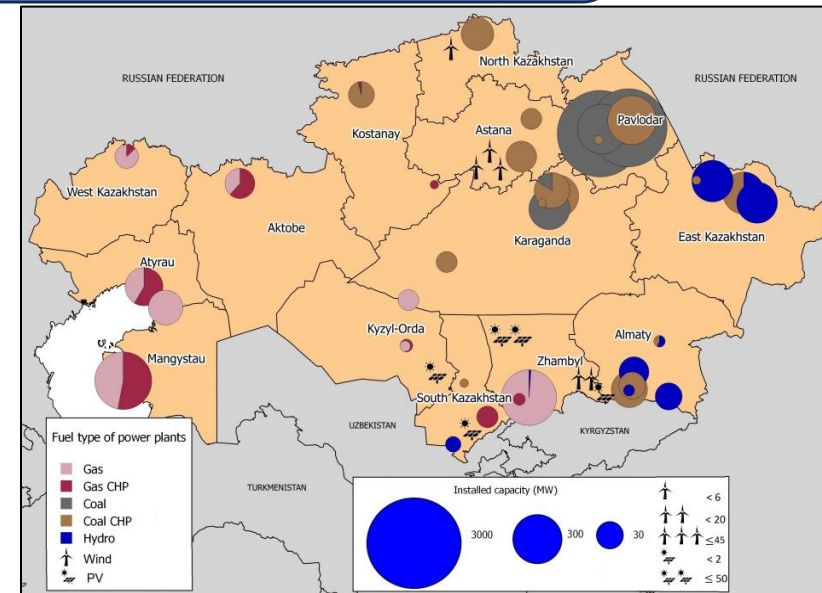 North Kazakhstan
RUSSIAN FEDERATION
RUSSIAN FEDERATION
Pavlodar
Kostanay
Astana
West Kazakhstan
Aktobe
Karaganda
East Kazakhstan
Atyrau
Kyzyl-Orda
Almaty
Mangystau
Zhambyl
South Kazakhstan
UZBEKISTAN
KYRGYZSTAN
TURKMENISTAN
Fuel type of power plants
Gas
Gas CHP
Coal
Coal CHP
Hydro
Wind
PV
Installed capacity (MW)
3000
300
30
< 6
< 20
≤45
< 2
≤ 50